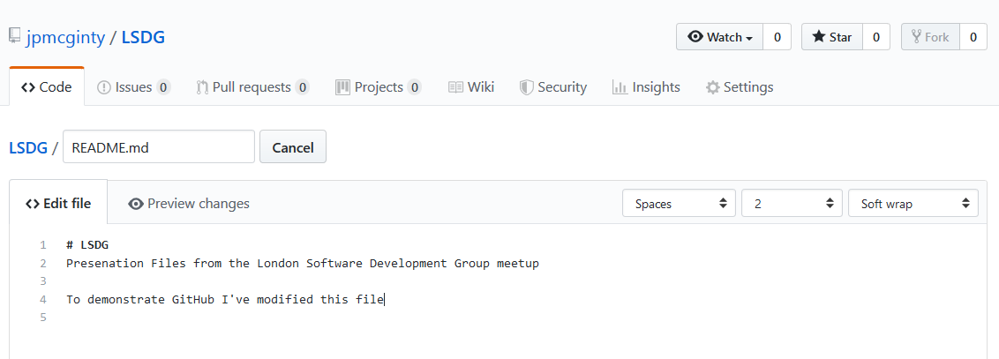 jpmcginty / LSDG
Watch 0 Star 0 Fork 0
Code Issues 0 Pull requests 0 Projects 0 Wiki Security Insights Settings
LSDG / README.md Cancel
Edit file Preview changes Spaces 2 Soft wrap
1 # LSDG
2 Presenation Files from the London Software Development Group meetup
3
4 To demonstrate GitHub I've modified this file
5